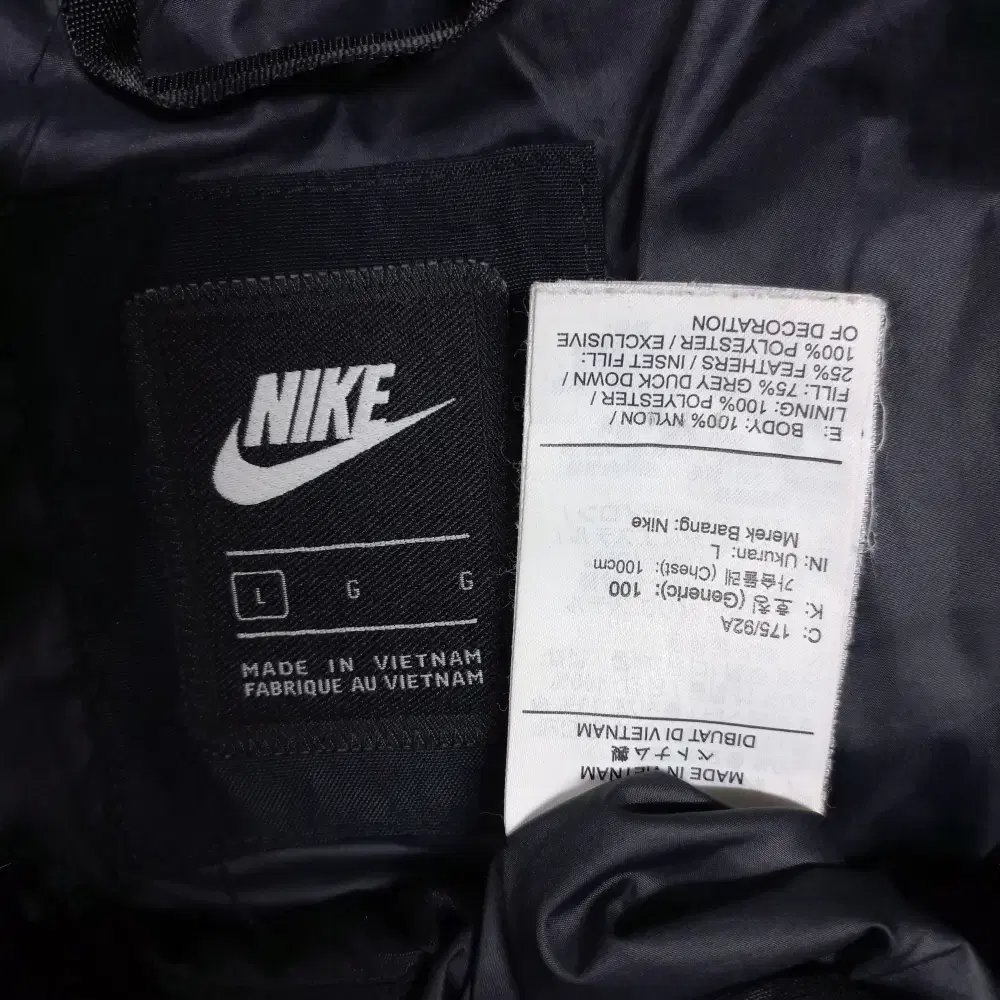 NIKE
L G G
MADE IN VIETNAM
FABRIQUE AU VIETNAM
MADE IN VIETNAM
ベトナム製
DIBUAT DI VIETNAM
C: 175/92A
K: 호칭 (Generic): 100
가슴둘레 (Chest): 100cm
IN: Ukuran: L
Merek Barang: Nike
E: BODY: 100% NYLON /
LINING: 100% POLYESTER /
FILL: 75% GREY DUCK DOWN /
25% FEATHERS / INSET FILL:
100% POLYESTER / EXCLUSIVE
OF DECORATION